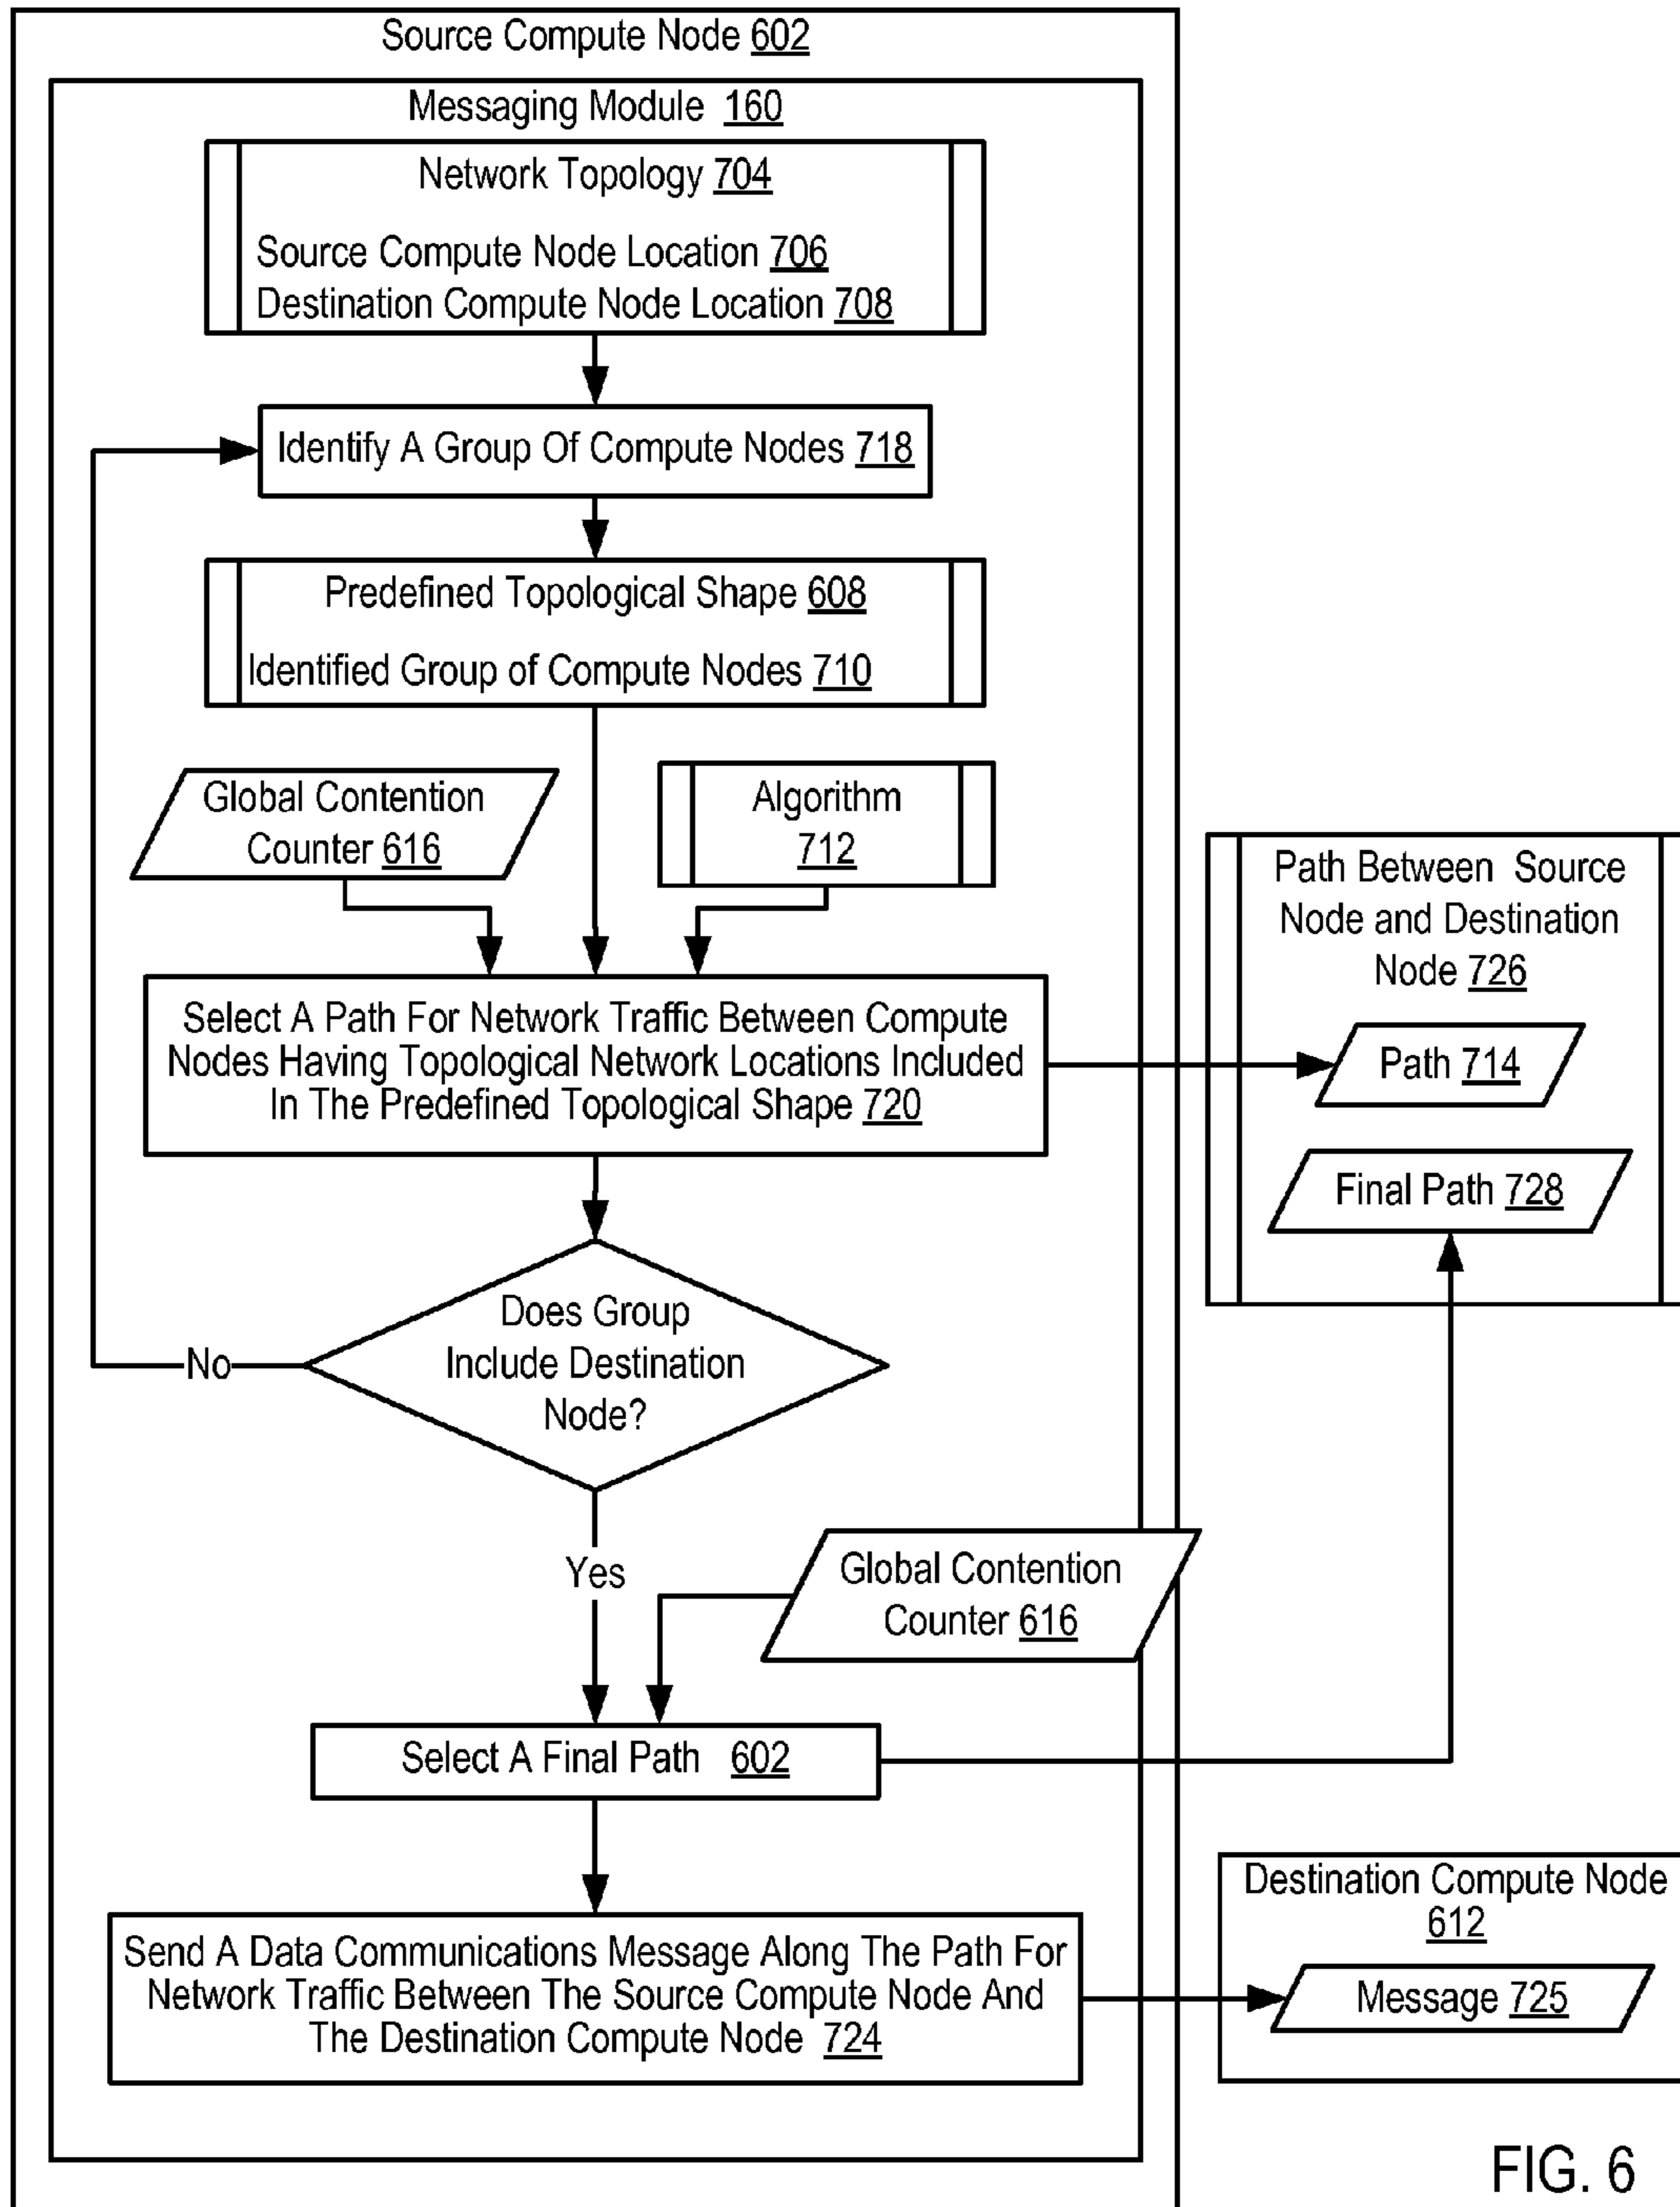 Source Compute Node 602
Messaging Module 160
Network Topology 704
Source Compute Node Location 706
Destination Compute Node Location 708
Identify A Group Of Compute Nodes 718
Predefined Topological Shape 608
Identified Group of Compute Nodes 710
Global Contention
Counter 616
Algorithm
712
Select A Path For Network Traffic Between Compute
Nodes Having Topological Network Locations Included
In The Predefined Topological Shape 720
Path Between Source
Node and Destination
Node 726
Path 714
Final Path 728
Does Group
Include Destination
Node?
No
Yes
Global Contention
Counter 616
Select A Final Path 602
Send A Data Communications Message Along The Path For
Network Traffic Between The Source Compute Node And
The Destination Compute Node 724
Destination Compute Node
612
Message 725
FIG. 6